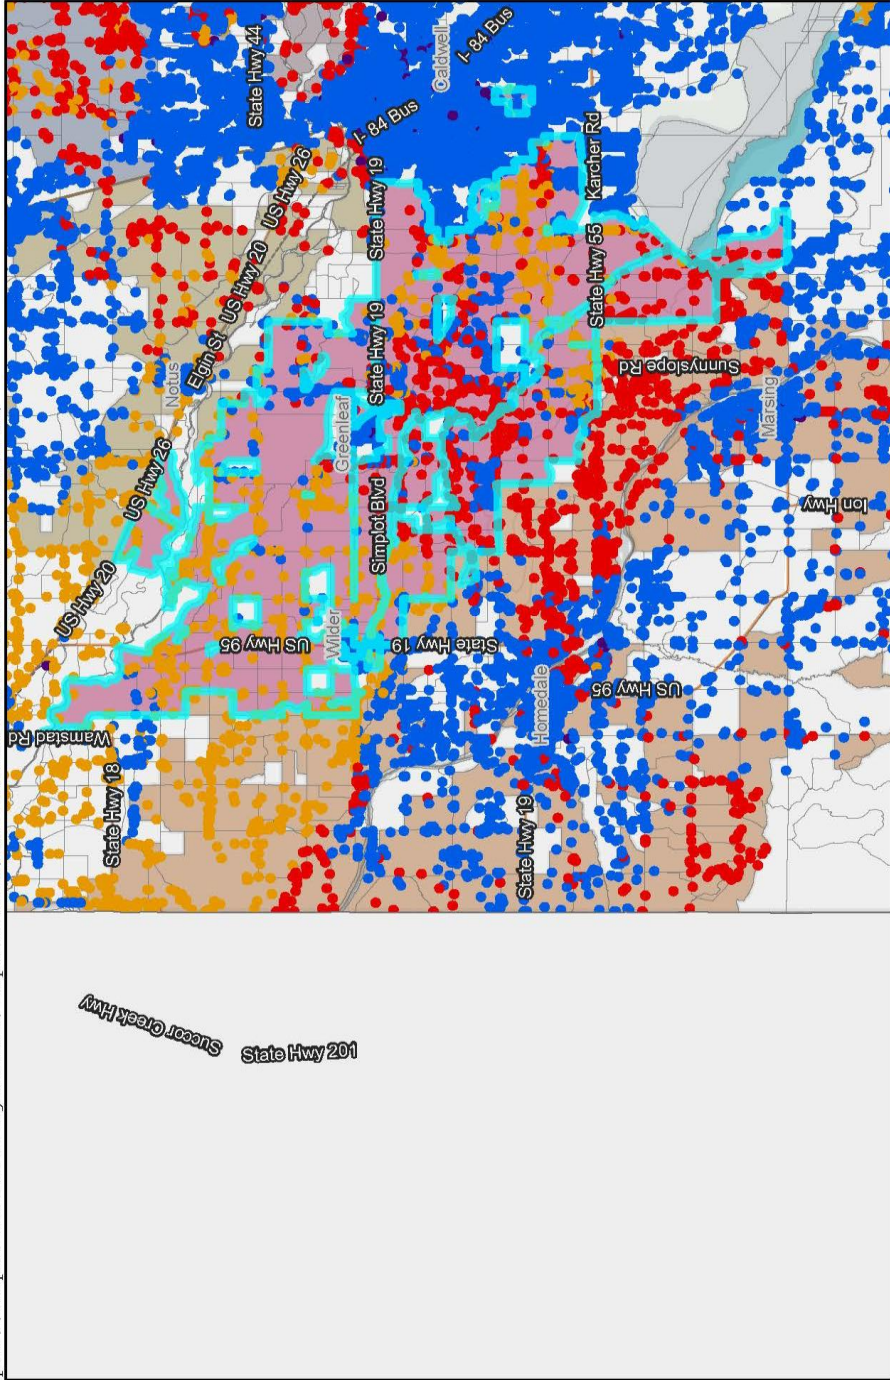 State Hwy 44
Caldwell
I- 84 Bus
I- 84 Bus
US Hwy 26
State Hwy 19
Karcher Rd
US Hwy 20
State Hwy 55
Elgin St
State Hwy 19
Notus
Sunnyslope Rd
Greenleaf
Marsing
US Hwy 26
Simplot Blvd
Ion Hwy
US Hwy 20
US Hwy 95
Wilder
State Hwy 19
Homedale
US Hwy 95
Wamstad Rd
State Hwy 18
State Hwy 19
Succor Creek Hwy
State Hwy 201